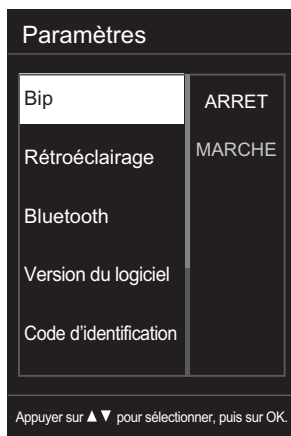 Paramètres
Bip
ARRET
Rétroéclairage
MARCHE
Bluetooth
Version du logiciel
Code d'identification
Appuyer sur ▲▼ pour sélectionner, puis sur OK.